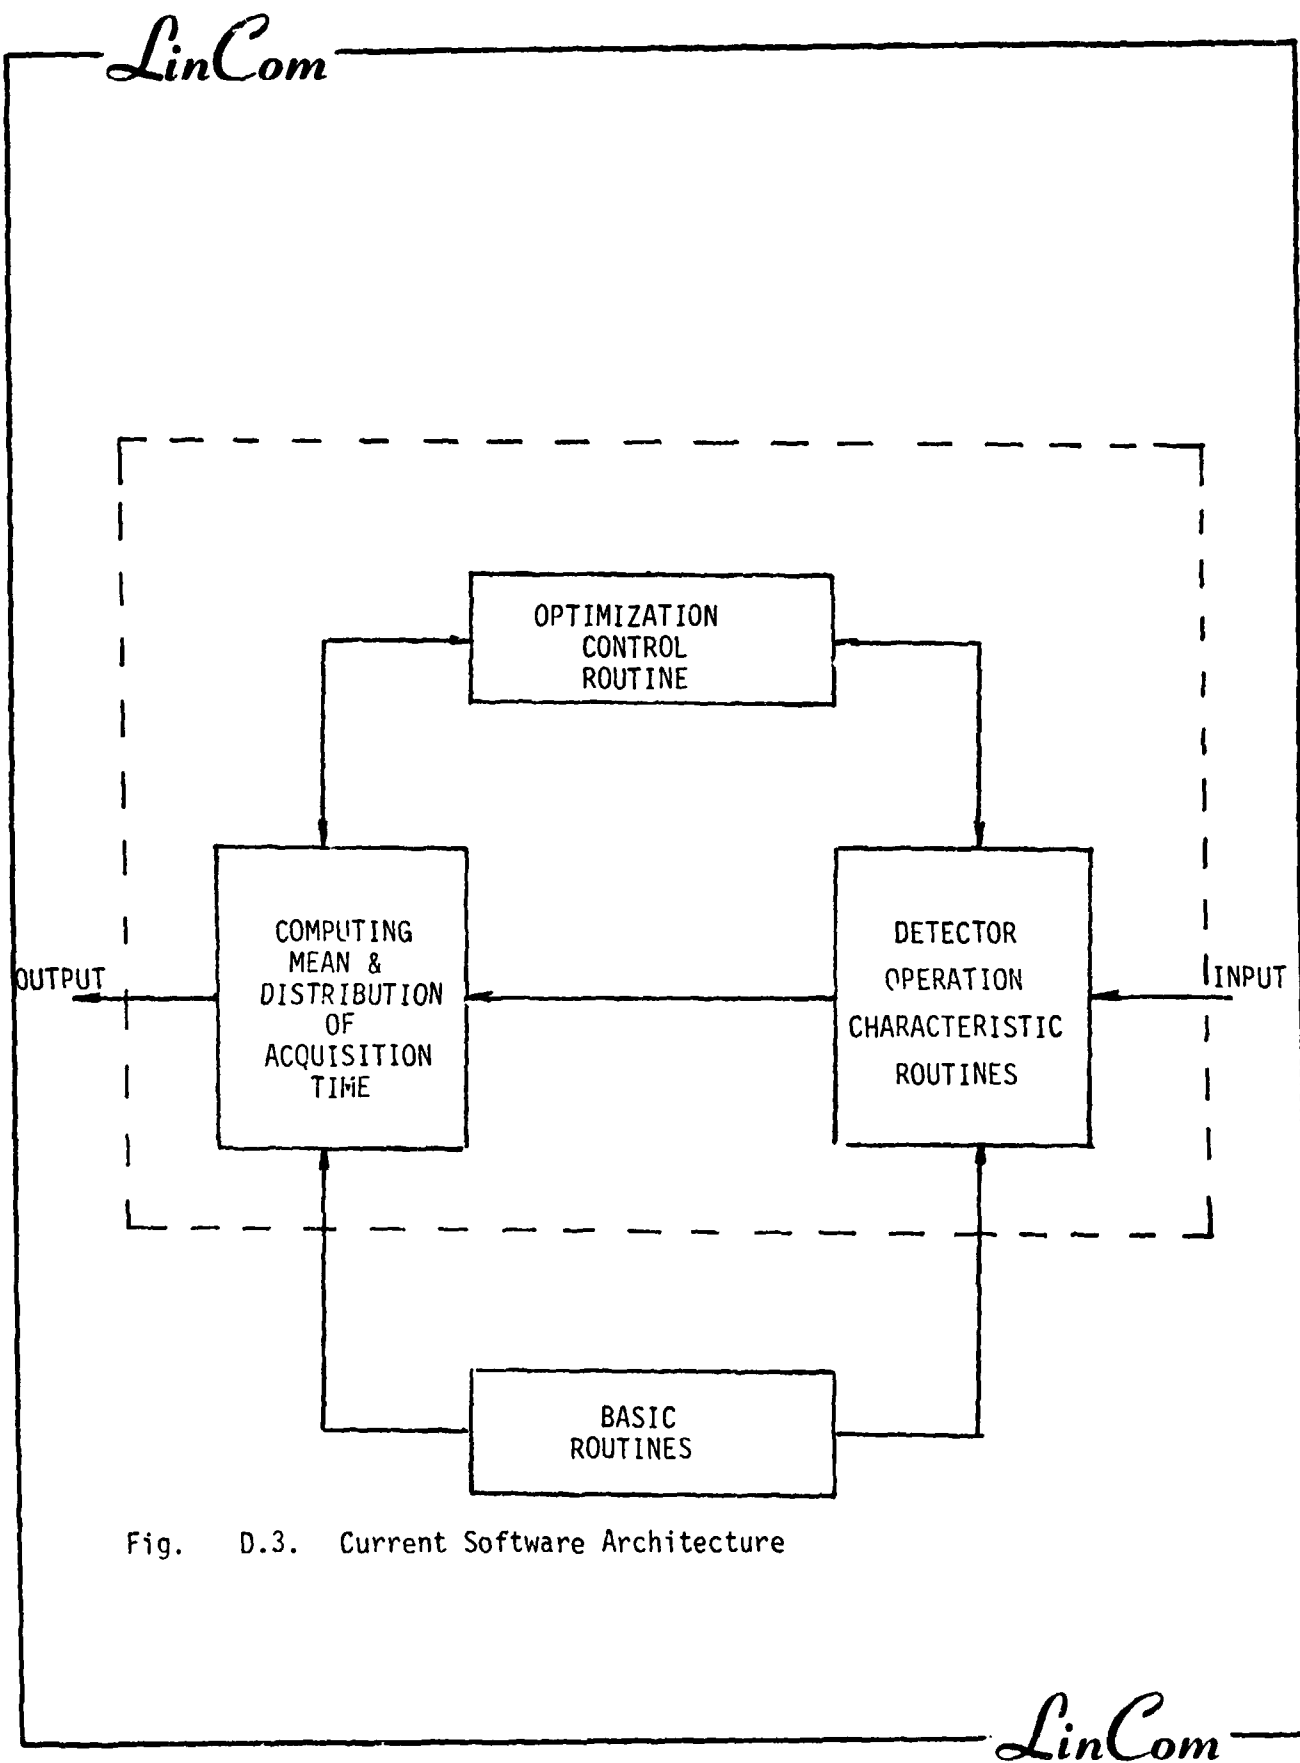 LinCom
OPTIMIZATION
CONTROL
ROUTINE
COMPUTING
MEAN &
DISTRIBUTION
OF
ACQUISITION
TIME
DETECTOR
OPERATION
CHARACTERISTIC
ROUTINES
OUTPUT
INPUT
BASIC
ROUTINES
Fig. D.3. Current Software Architecture
LinCom